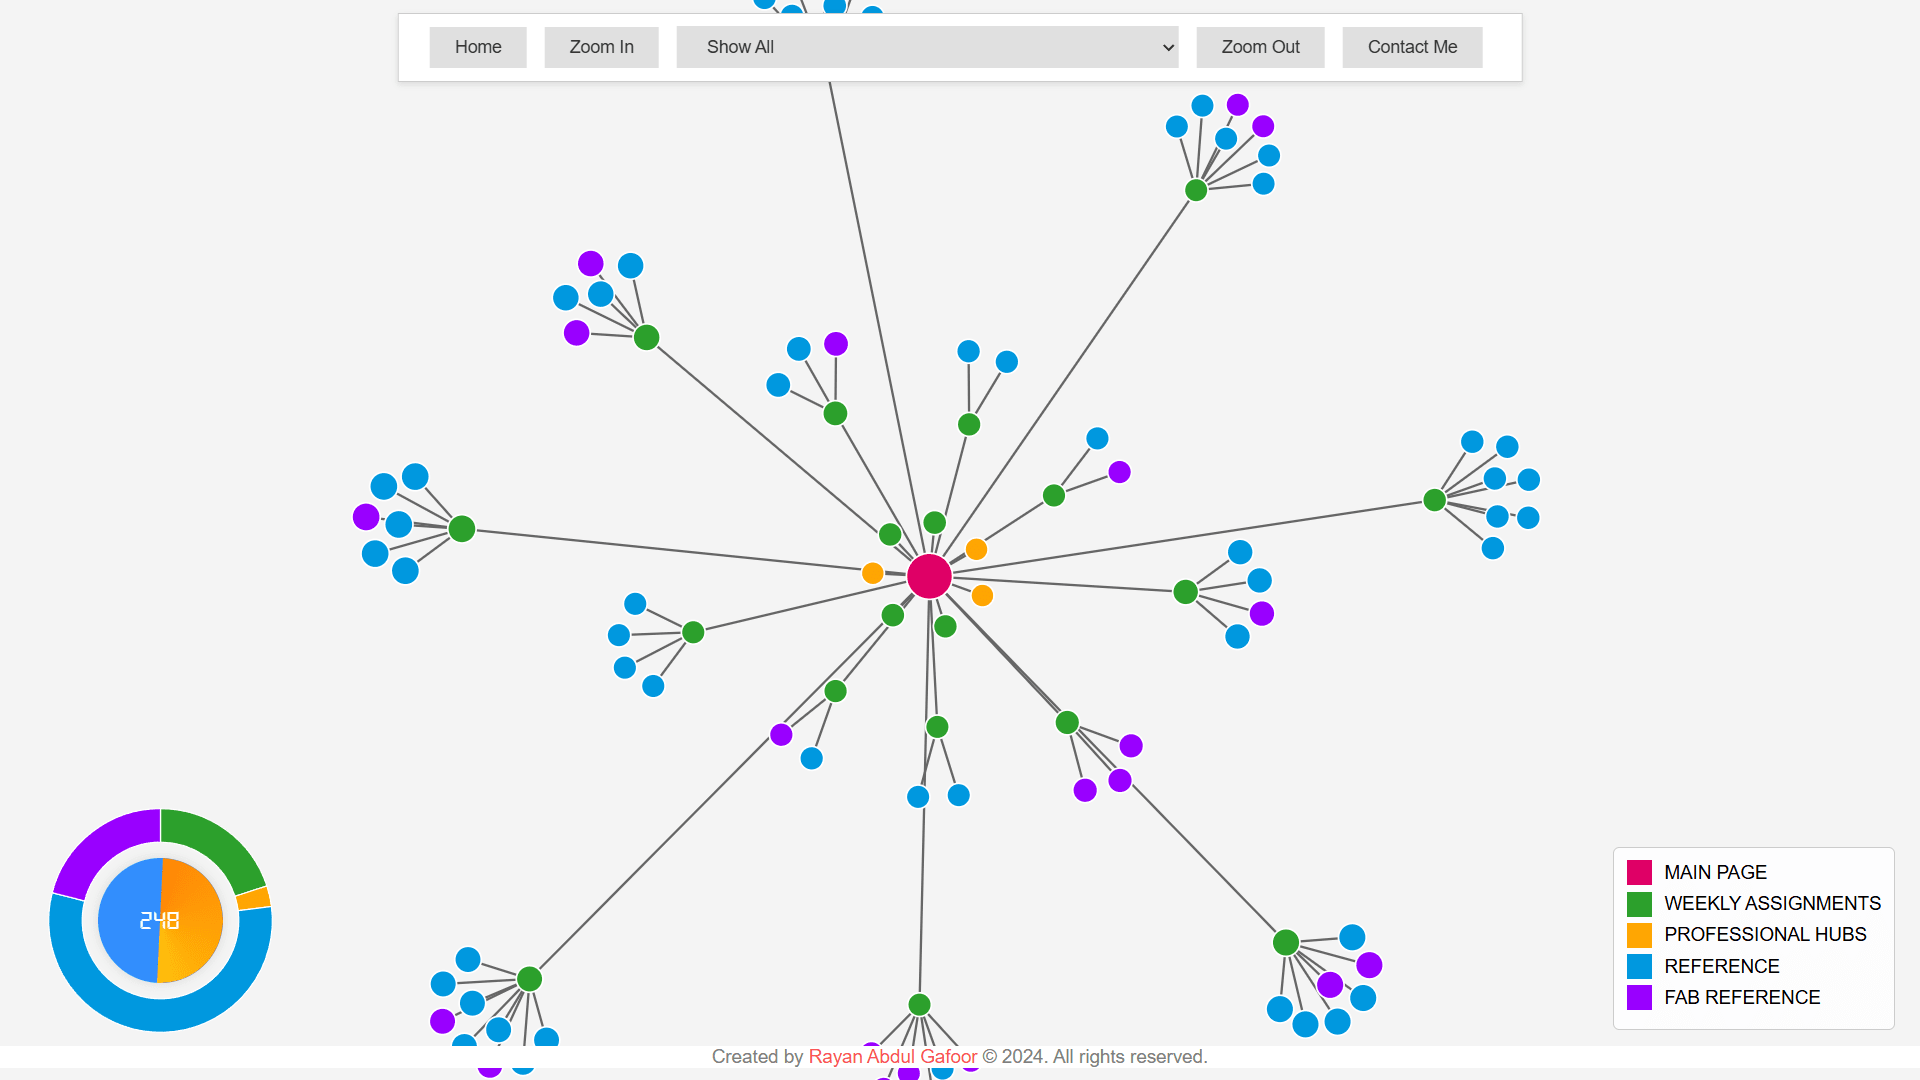 Home
Zoom In
Show All
Zoom Out
Contact Me
248
MAIN PAGE
WEEKLY ASSIGNMENTS
PROFESSIONAL HUBS
REFERENCE
FAB REFERENCE
Created by Rayan Abdul Gafoor © 2024. All rights reserved.